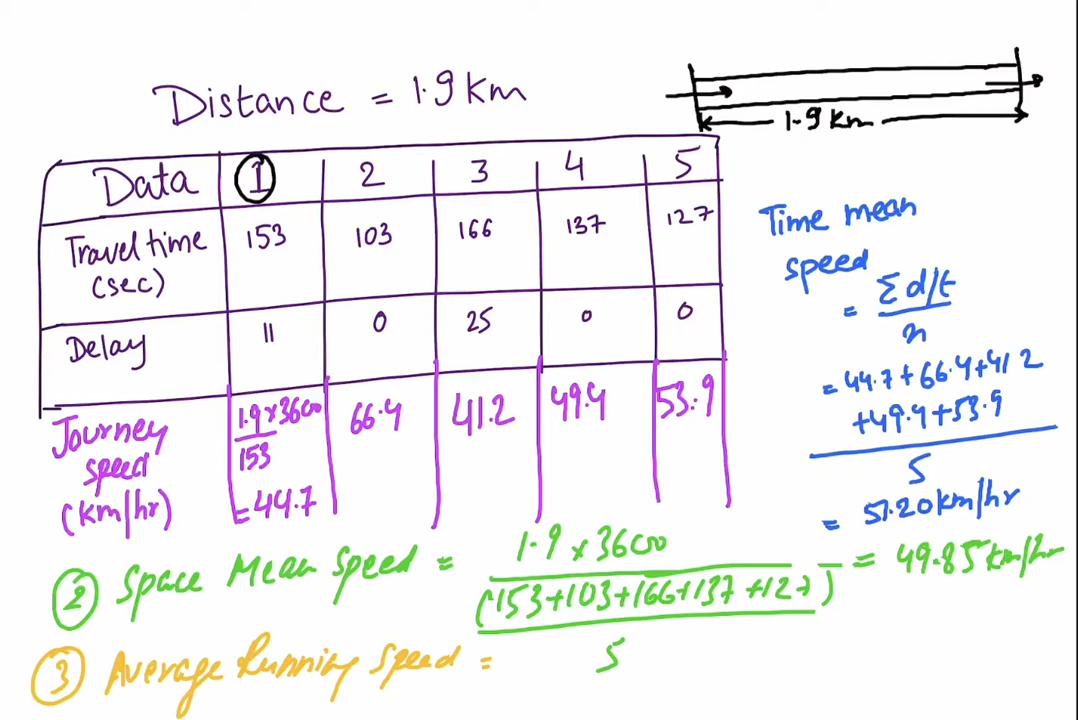 Distance = 1.9 Km
1.9 Km
Data 1 2 3 4 5
Travel time (sec) 153 103 166 137 127
Delay 11 0 25 0 0
Journey speed (km/hr) 1.9 x 3600 / 153 = 44.7 66.4 41.2 49.4 53.9
Time mean
speed
= Σ d/t
n
= 44.7 + 66.4 + 41.2
+ 49.4 + 53.9
5
= 51.20 km/hr
② Space Mean Speed = 1.9 x 3600
(153+103+166+137+127)
5
= 49.85 km/hr
③ Average Running Speed =